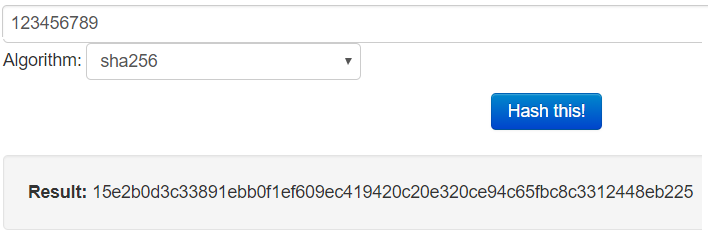 123456789
Algorithm: sha256
Hash this!
Result: 15e2b0d3c33891ebb0f1ef609ec419420c20e320ce94c65fbc8c3312448eb225